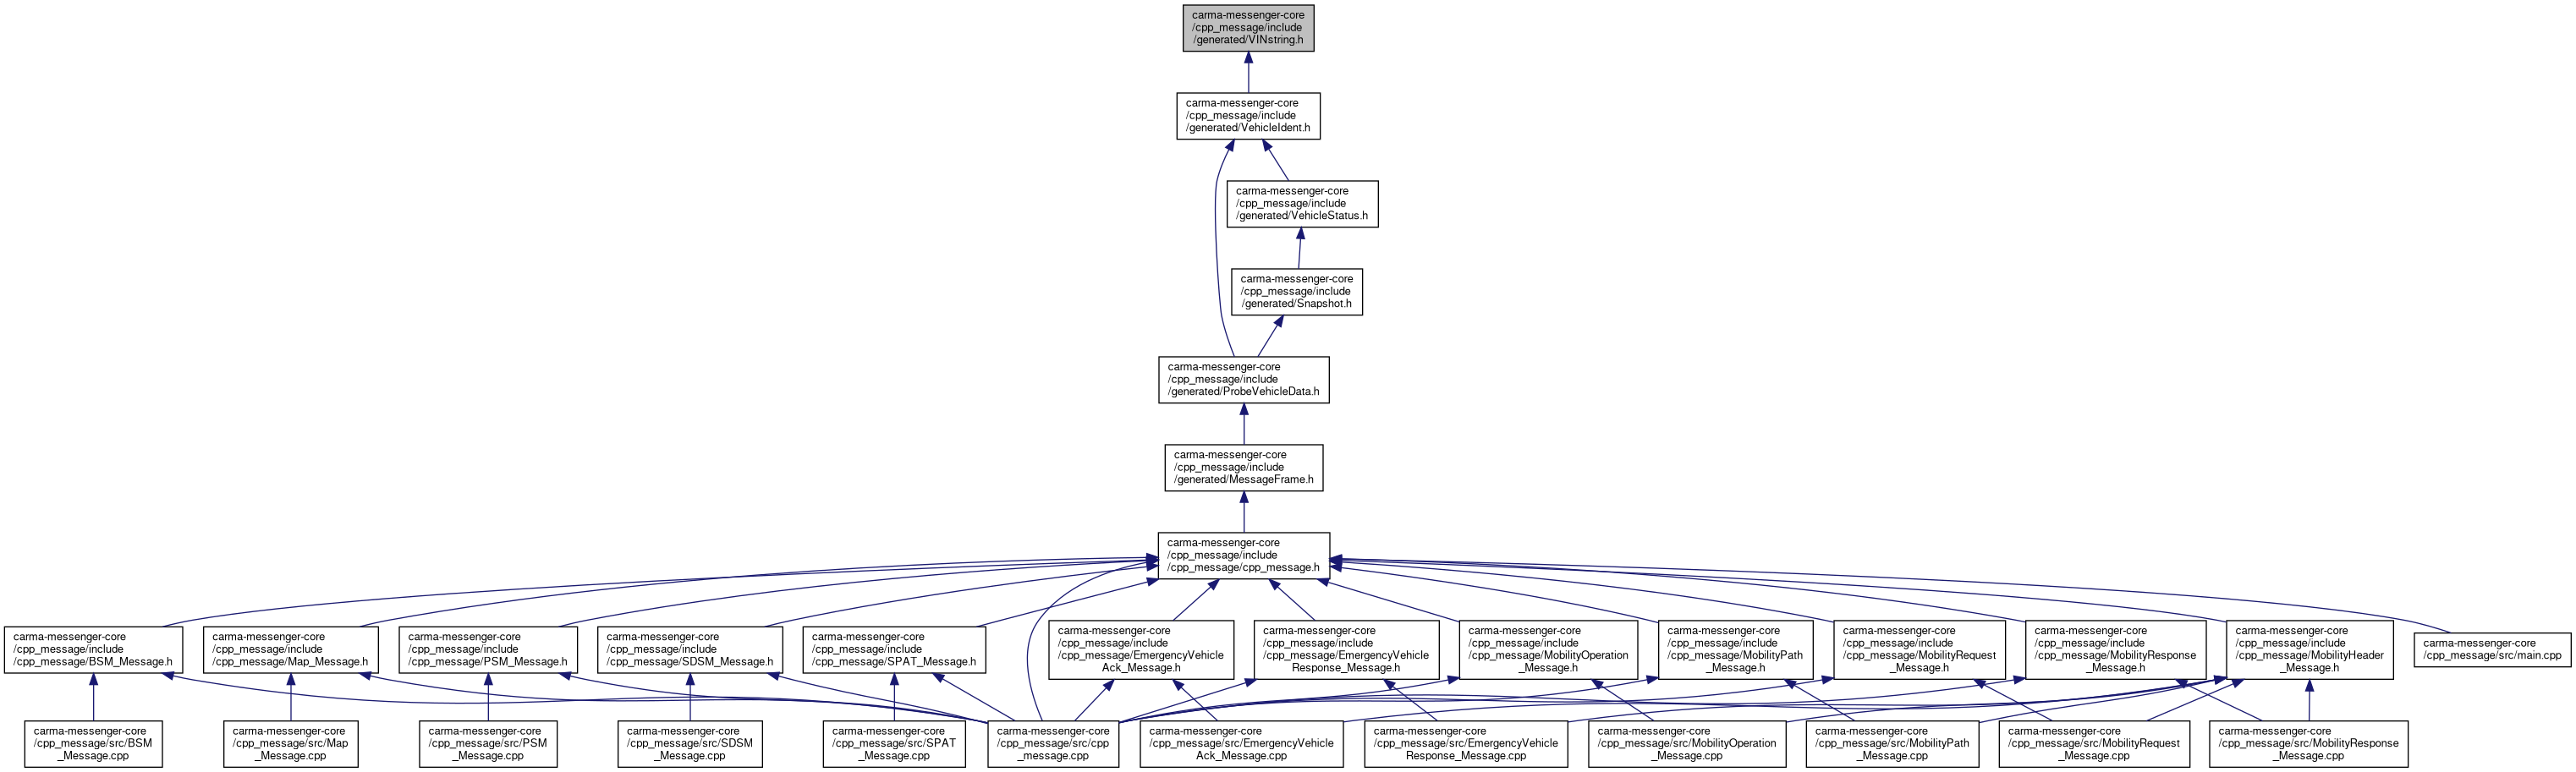 carma-messenger-core
/cpp_message/include
/generated/VINstring.h
carma-messenger-core
/cpp_message/include
/generated/VehicleIdent.h
carma-messenger-core
/cpp_message/include
/generated/VehicleStatus.h
carma-messenger-core
/cpp_message/include
/generated/Snapshot.h
carma-messenger-core
/cpp_message/include
/generated/ProbeVehicleData.h
carma-messenger-core
/cpp_message/include
/generated/MessageFrame.h
carma-messenger-core
/cpp_message/include
/cpp_message/cpp_message.h
carma-messenger-core
/cpp_message/include
/cpp_message/BSM_Message.h
carma-messenger-core
/cpp_message/include
/cpp_message/Map_Message.h
carma-messenger-core
/cpp_message/include
/cpp_message/PSM_Message.h
carma-messenger-core
/cpp_message/include
/cpp_message/SDSM_Message.h
carma-messenger-core
/cpp_message/include
/cpp_message/SPAT_Message.h
carma-messenger-core
/cpp_message/include
/cpp_message/EmergencyVehicle
Ack_Message.h
carma-messenger-core
/cpp_message/include
/cpp_message/EmergencyVehicle
Response_Message.h
carma-messenger-core
/cpp_message/include
/cpp_message/MobilityOperation
_Message.h
carma-messenger-core
/cpp_message/include
/cpp_message/MobilityPath
_Message.h
carma-messenger-core
/cpp_message/include
/cpp_message/MobilityRequest
_Message.h
carma-messenger-core
/cpp_message/include
/cpp_message/MobilityResponse
_Message.h
carma-messenger-core
/cpp_message/include
/cpp_message/MobilityHeader
_Message.h
carma-messenger-core
/cpp_message/src/main.cpp
carma-messenger-core
/cpp_message/src/BSM
_Message.cpp
carma-messenger-core
/cpp_message/src/Map
_Message.cpp
carma-messenger-core
/cpp_message/src/PSM
_Message.cpp
carma-messenger-core
/cpp_message/src/SDSM
_Message.cpp
carma-messenger-core
/cpp_message/src/SPAT
_Message.cpp
carma-messenger-core
/cpp_message/src/cpp
_message.cpp
carma-messenger-core
/cpp_message/src/EmergencyVehicle
Ack_Message.cpp
carma-messenger-core
/cpp_message/src/EmergencyVehicle
Response_Message.cpp
carma-messenger-core
/cpp_message/src/MobilityOperation
_Message.cpp
carma-messenger-core
/cpp_message/src/MobilityPath
_Message.cpp
carma-messenger-core
/cpp_message/src/MobilityRequest
_Message.cpp
carma-messenger-core
/cpp_message/src/MobilityResponse
_Message.cpp